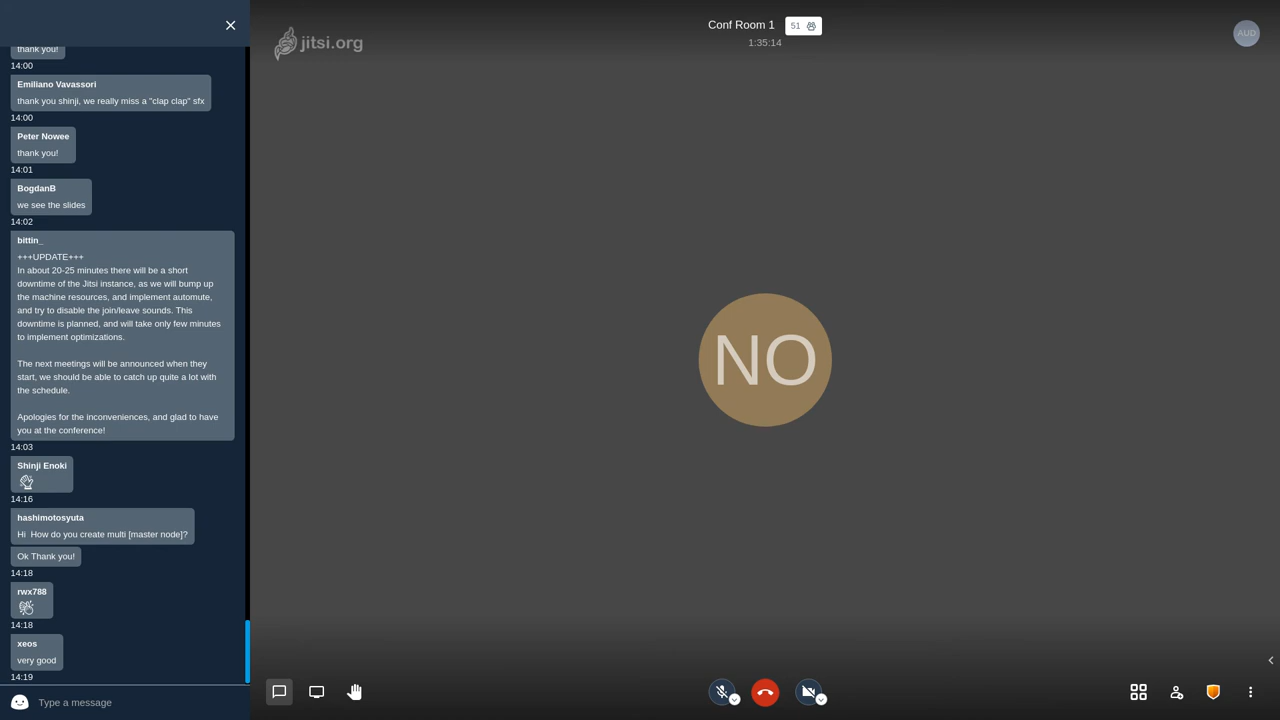 thank you!
14:00
Emiliano Vavassori
thank you shinji, we really miss a "clap clap" sfx
14:00
Peter Nowee
thank you!
14:01
BogdanB
we see the slides
14:02
bittin_
+++UPDATE+++
In about 20-25 minutes there will be a short
downtime of the Jitsi instance, as we will bump up
the machine resources, and implement automute,
and try to disable the join/leave sounds. This
downtime is planned, and will take only few minutes
to implement optimizations.
The next meetings will be announced when they
start, we should be able to catch up quite a lot with
the schedule.
Apologies for the inconveniences, and glad to have
you at the conference!
14:03
Shinji Enoki
14:16
hashimotosyuta
Hi  How do you create multi [master node]?
Ok Thank you!
14:18
rwx788
14:18
xeos
very good
14:19
Type a message
jitsi.org
Conf Room 1
51
1:35:14
AUD
NO